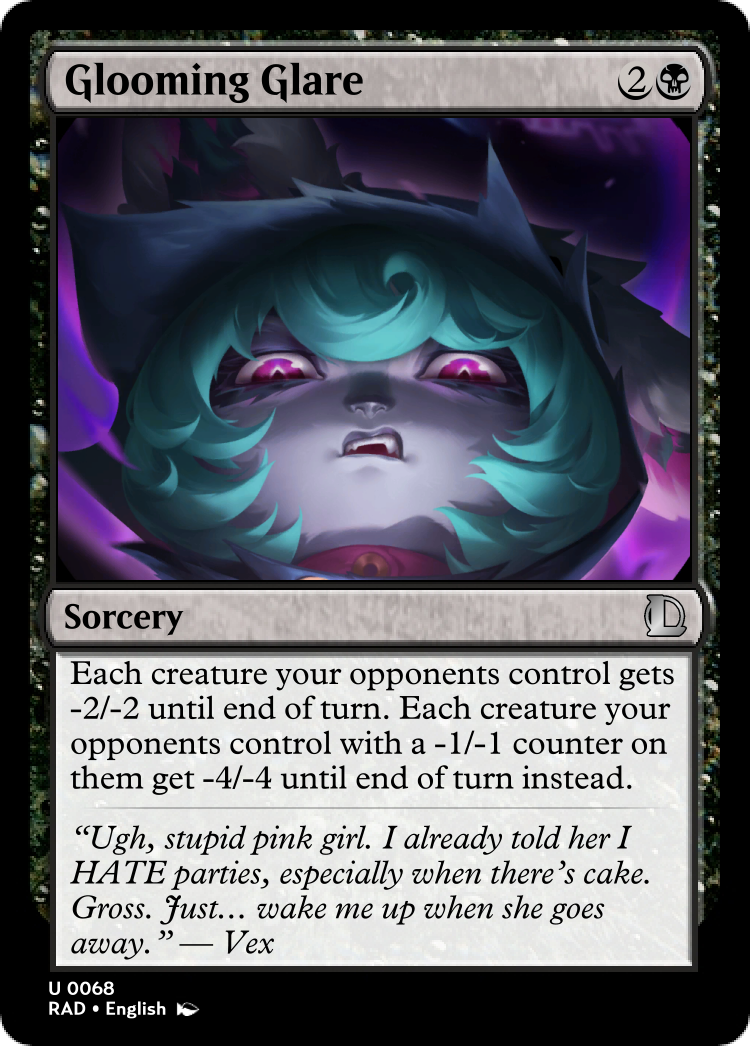 Glooming Glare 2
Sorcery
Each creature your opponents control gets
-2/-2 until end of turn. Each creature your
opponents control with a -1/-1 counter on
them get -4/-4 until end of turn instead.
“Ugh, stupid pink girl. I already told her I
HATE parties, especially when there’s cake.
Gross. Just... wake me up when she goes
away.” — Vex
U 0068
RAD • English